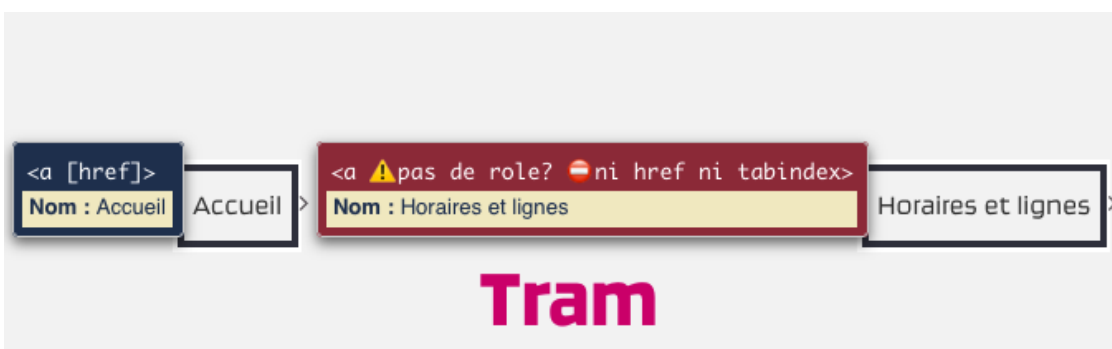 <a [href]>
Nom : Accueil
Accueil >
<a ⚠️pas de role? ⛔ni href ni tabindex>
Nom : Horaires et lignes
Horaires et lignes >
Tram